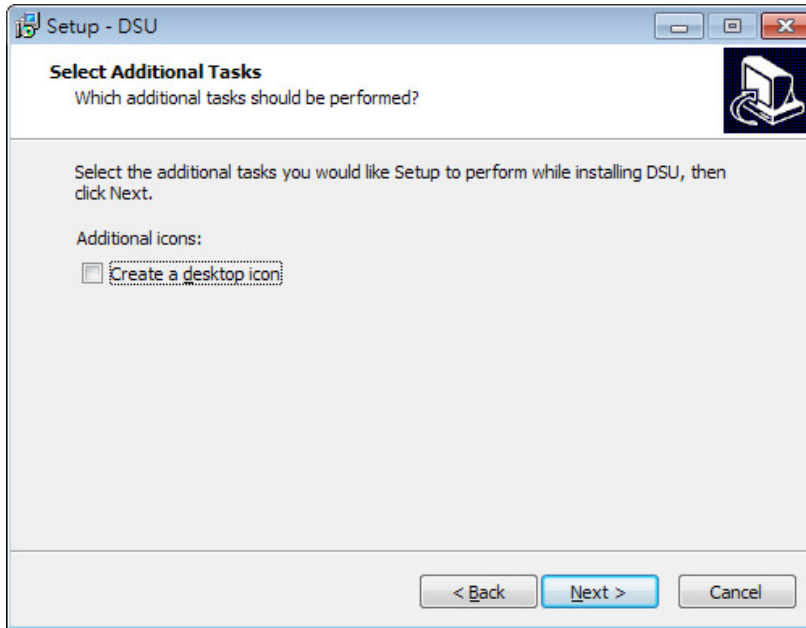 Setup - DSU
Select Additional Tasks
Which additional tasks should be performed?
Select the additional tasks you would like Setup to perform while installing DSU, then
click Next.
Additional icons:
Create a desktop icon
< Back
Next >
Cancel